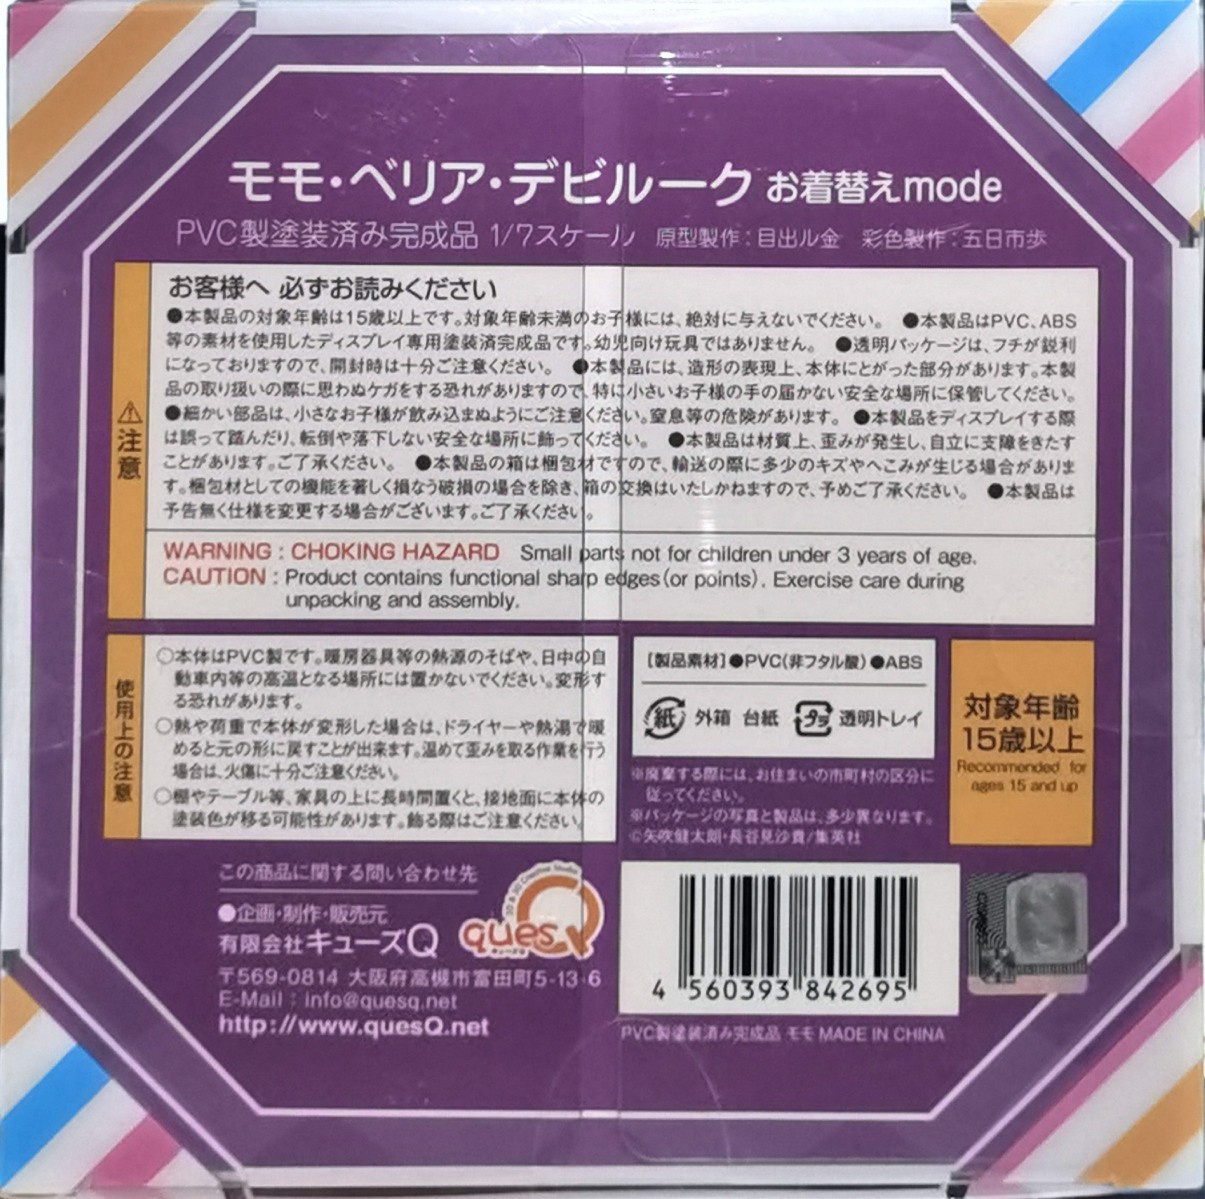 モモ・ベリア・デビルーク お着替えmode
PVC製塗装済み完成品 1/7スケール 原型製作：目出ル金 彩色製作：五日市歩
⚠注意
お客様へ 必ずお読みください
●本製品の対象年齢は15歳以上です。対象年齢未満のお子様には、絶対に与えないでください。 ●本製品はPVC、ABS
等の素材を使用したディスプレイ専用塗装済完成品です。幼児向け玩具ではありません。 ●透明パッケージは、フチが鋭利
になっておりますので、開封時は十分ご注意ください。 ●本製品には、造形の表現上、本体にとがった部分があります。本製
品の取り扱いの際に思わぬケガをする恐れがありますので、特に小さいお子様の手の届かない安全な場所に保管してください。
●細かい部品は、小さなお子様が飲み込まぬようにご注意ください。窒息等の危険があります。 ●本製品をディスプレイする際
は誤って踏んだり、転倒や落下しない安全な場所に飾ってください。 ●本製品は材質上、歪みが発生し、自立に支障をきたす
ことがあります。ご了承ください。 ●本製品の箱は梱包材ですので、輸送の際に多少のキズやへこみが生じる場合がありま
す。梱包材としての機能を著しく損なう破損の場合を除き、箱の交換はいたしかねますので、予めご了承ください。 ●本製品は
予告無く仕様を変更する場合がございます。ご了承ください。
WARNING : CHOKING HAZARD Small parts not for children under 3 years of age.
CAUTION : Product contains functional sharp edges (or points). Exercise care during
unpacking and assembly.
使用上の注意
○本体はPVC製です。暖房器具等の熱源のそばや、日中の自
動車内等の高温となる場所には置かないでください。変形す
る恐れがあります。
○熱や荷重で本体が変形した場合は、ドライヤーや熱湯で暖
めると元の形に戻すことが出来ます。温めて歪みを取る作業を行う
場合は、火傷に十分ご注意ください。
○棚やテーブル等、家具の上に長時間置くと、接地面に本体の
塗装色が移る可能性があります。飾る際はご注意ください。
[製品素材] ●PVC(非フタル酸) ●ABS
紙 外箱 台紙 プラ 透明トレイ
※廃棄する際には、お住まいの市町村の区分に
従ってください。
※パッケージの写真と製品は、多少異なります。
©矢吹健太朗・長谷見沙貴/集英社
対象年齢
15歳以上
Recommended for
ages 15 and up
この商品に関する問い合わせ先
●企画・制作・販売元
有限会社キューズQ
2D & 3D Creative Studio
quesQ
キューズQ
〒569-0814 大阪府高槻市富田町5-13-6
E-Mail : info@quesq.net
http://www.quesQ.net
4 560393 842695
PVC製塗装済み完成品 モモ MADE IN CHINA